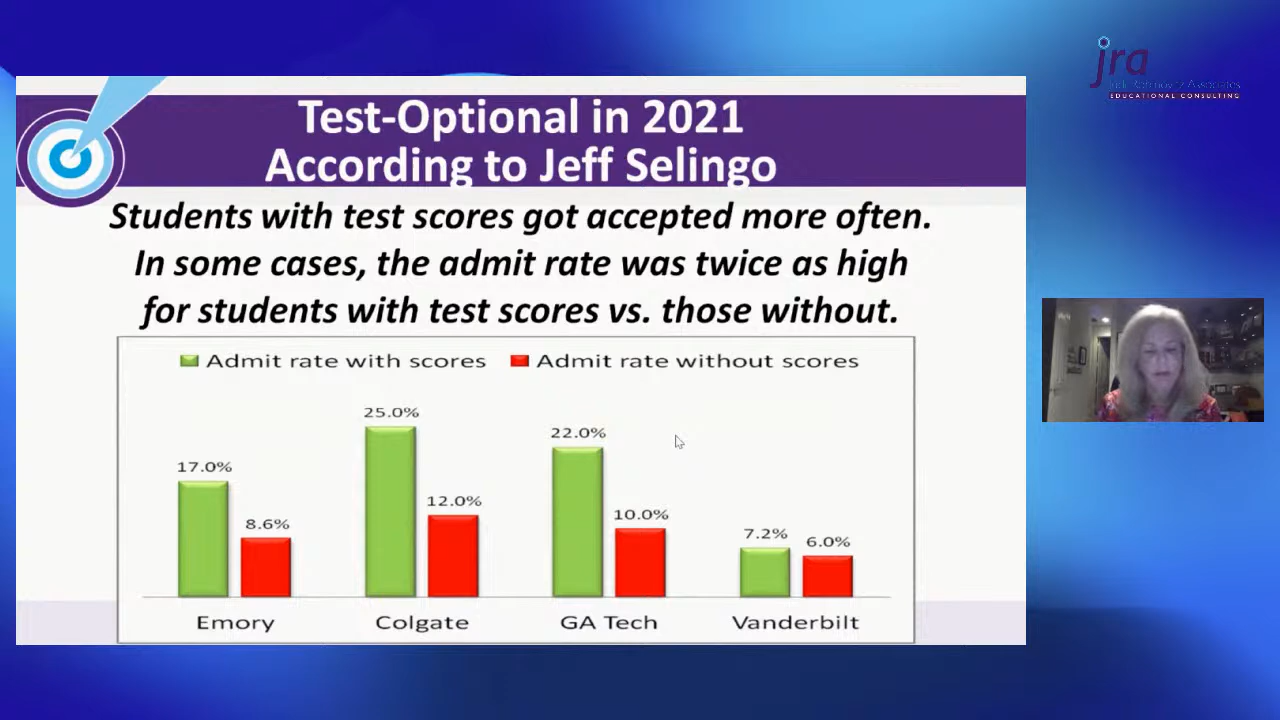 jra
Associates
EDUCATIONAL CONSULTING
Test-Optional in 2021
According to Jeff Selingo
Students with test scores got accepted more often.
In some cases, the admit rate was twice as high
for students with test scores vs. those without.
Admit rate with scores Admit rate without scores
17.0% 8.6% 25.0% 12.0% 22.0% 10.0% 7.2% 6.0%
Emory Colgate GA Tech Vanderbilt